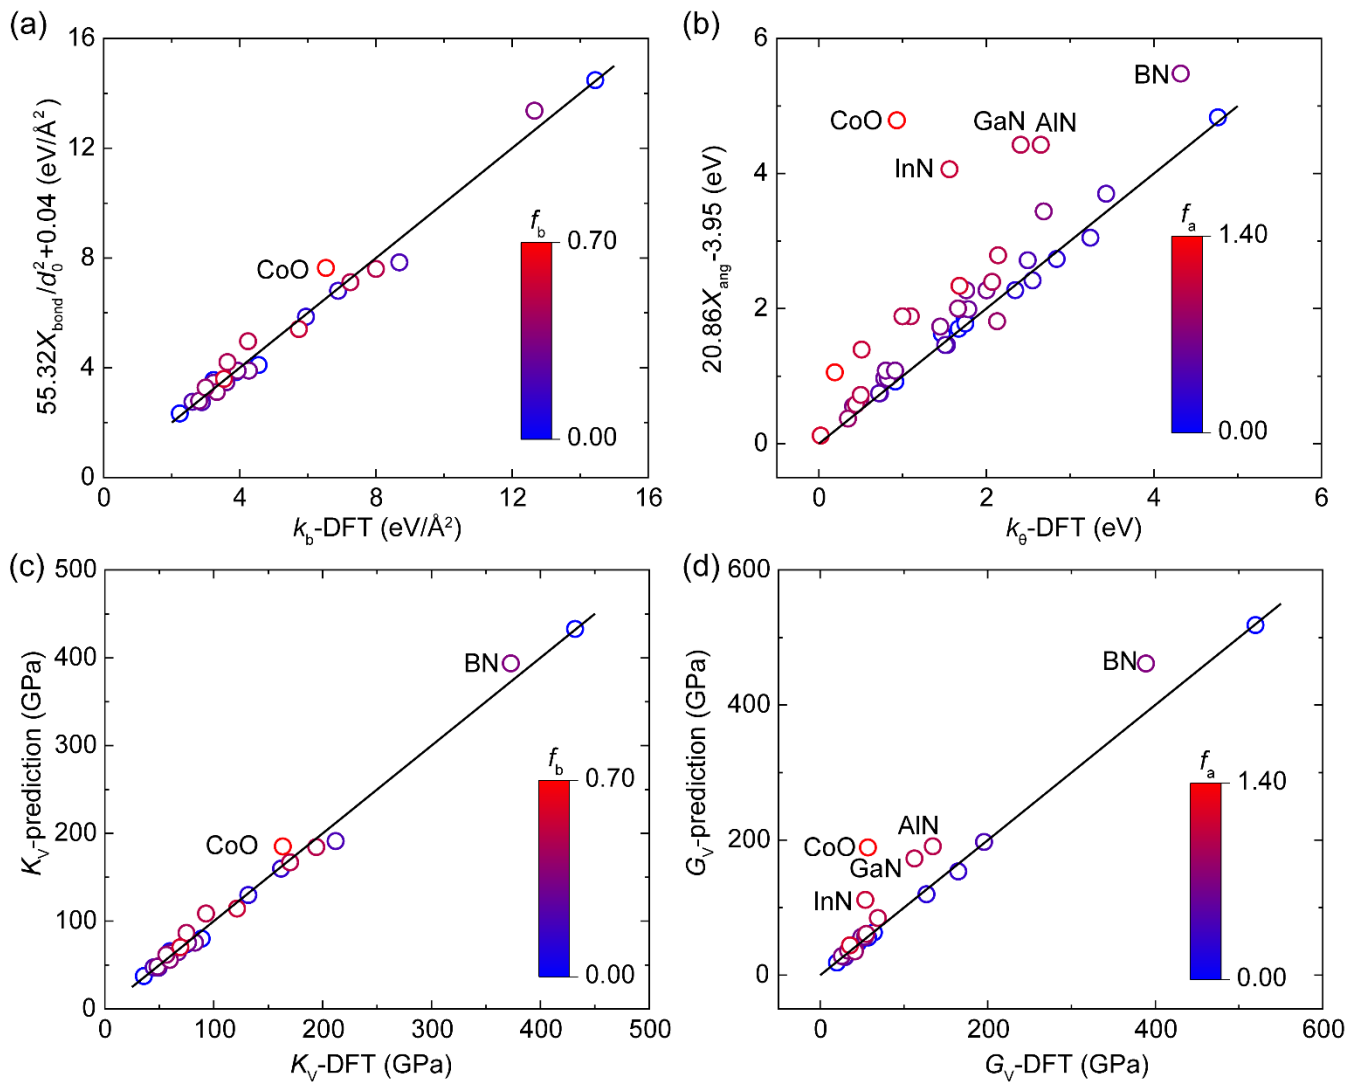 (a)
16
14
12
8
4
2
0
0
4
8
12
16
55.32X_bond/d₀²+0.04 (eV/Å²)
k_b-DFT (eV/Å²)
CoO
f_b
0.70
0.00
(b)
6
4
2
0
0
2
4
6
20.86X_ang-3.95 (eV)
k_θ-DFT (eV)
BN
CoO
GaN AlN
InN
f_a
1.40
0.00
(c)
500
400
300
200
100
0
0
100
200
300
400
500
K_V-prediction (GPa)
K_V-DFT (GPa)
BN
CoO
f_b
0.70
0.00
(d)
600
400
200
0
0
200
400
600
G_V-prediction (GPa)
G_V-DFT (GPa)
BN
AlN
CoO
GaN
InN
f_a
1.40
0.00